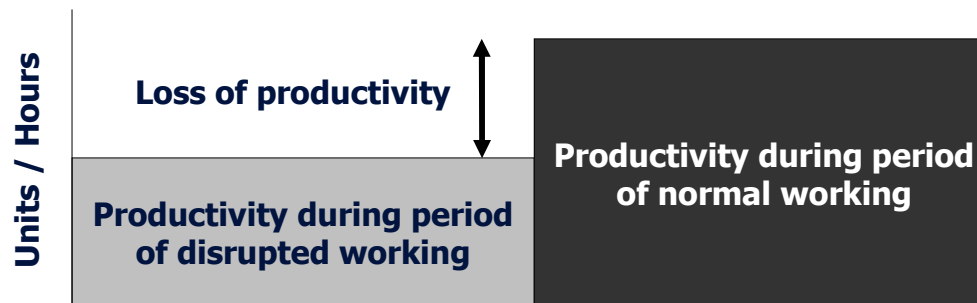 Units / Hours
Loss of productivity
Productivity during period
of disrupted working
Productivity during period
of normal working